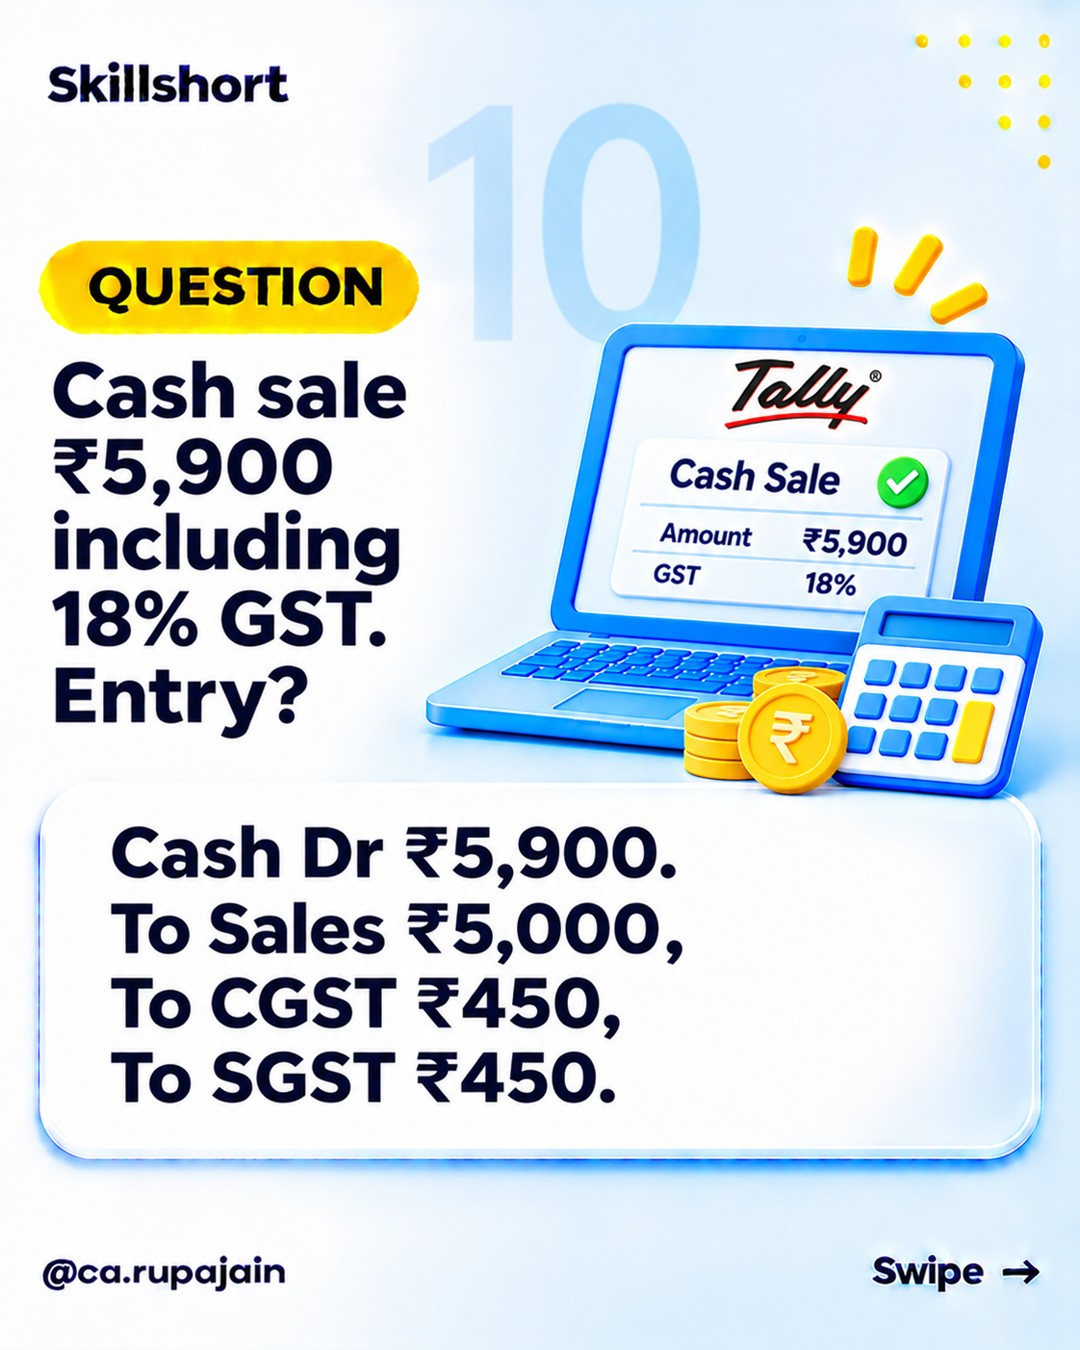 Skillshort
10
QUESTION
Cash sale
₹5,900
including
18% GST.
Entry?
Tally®
Cash Sale
Amount ₹5,900
GST 18%
₹
Cash Dr ₹5,900.
To Sales ₹5,000,
To CGST ₹450,
To SGST ₹450.
@ca.rupajain
Swipe →